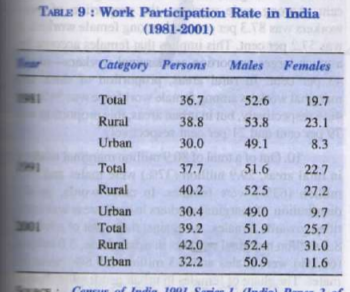 TABLE 9 : Work Participation Rate in India
(1981-2001)
Year Category Persons Males Females
1981 Total 36.7 52.6 19.7
Rural 38.8 53.8 23.1
Urban 30.0 49.1 8.3
1991 Total 37.7 51.6 22.7
Rural 40.2 52.5 27.2
Urban 30.4 49.0 9.7
2001 Total 39.2 51.9 25.7
Rural 42.0 52.4 31.0
Urban 32.2 50.9 11.6
Census of India, 1991 Series-1, (India) Paper 3 of